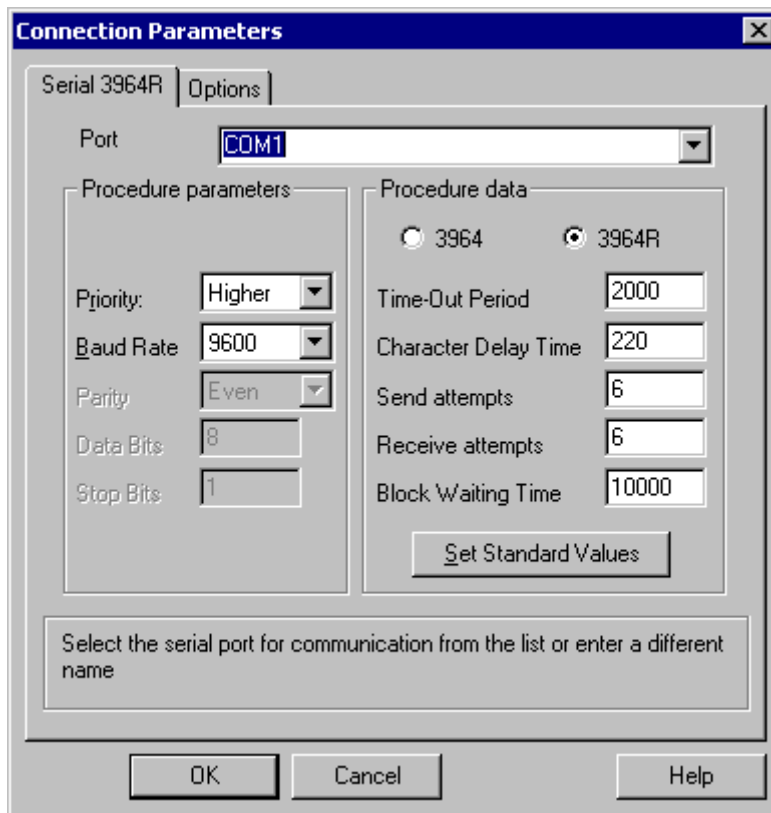 Connection Parameters
Serial 3964R
Options
Port
COM1
Procedure parameters
Priority:
Higher
Baud Rate
9600
Parity
Even
Data Bits
8
Stop Bits
1
Procedure data
3964
3964R
Time-Out Period
2000
Character Delay Time
220
Send attempts
6
Receive attempts
6
Block Waiting Time
10000
Set Standard Values
Select the serial port for communication from the list or enter a different
name
OK
Cancel
Help